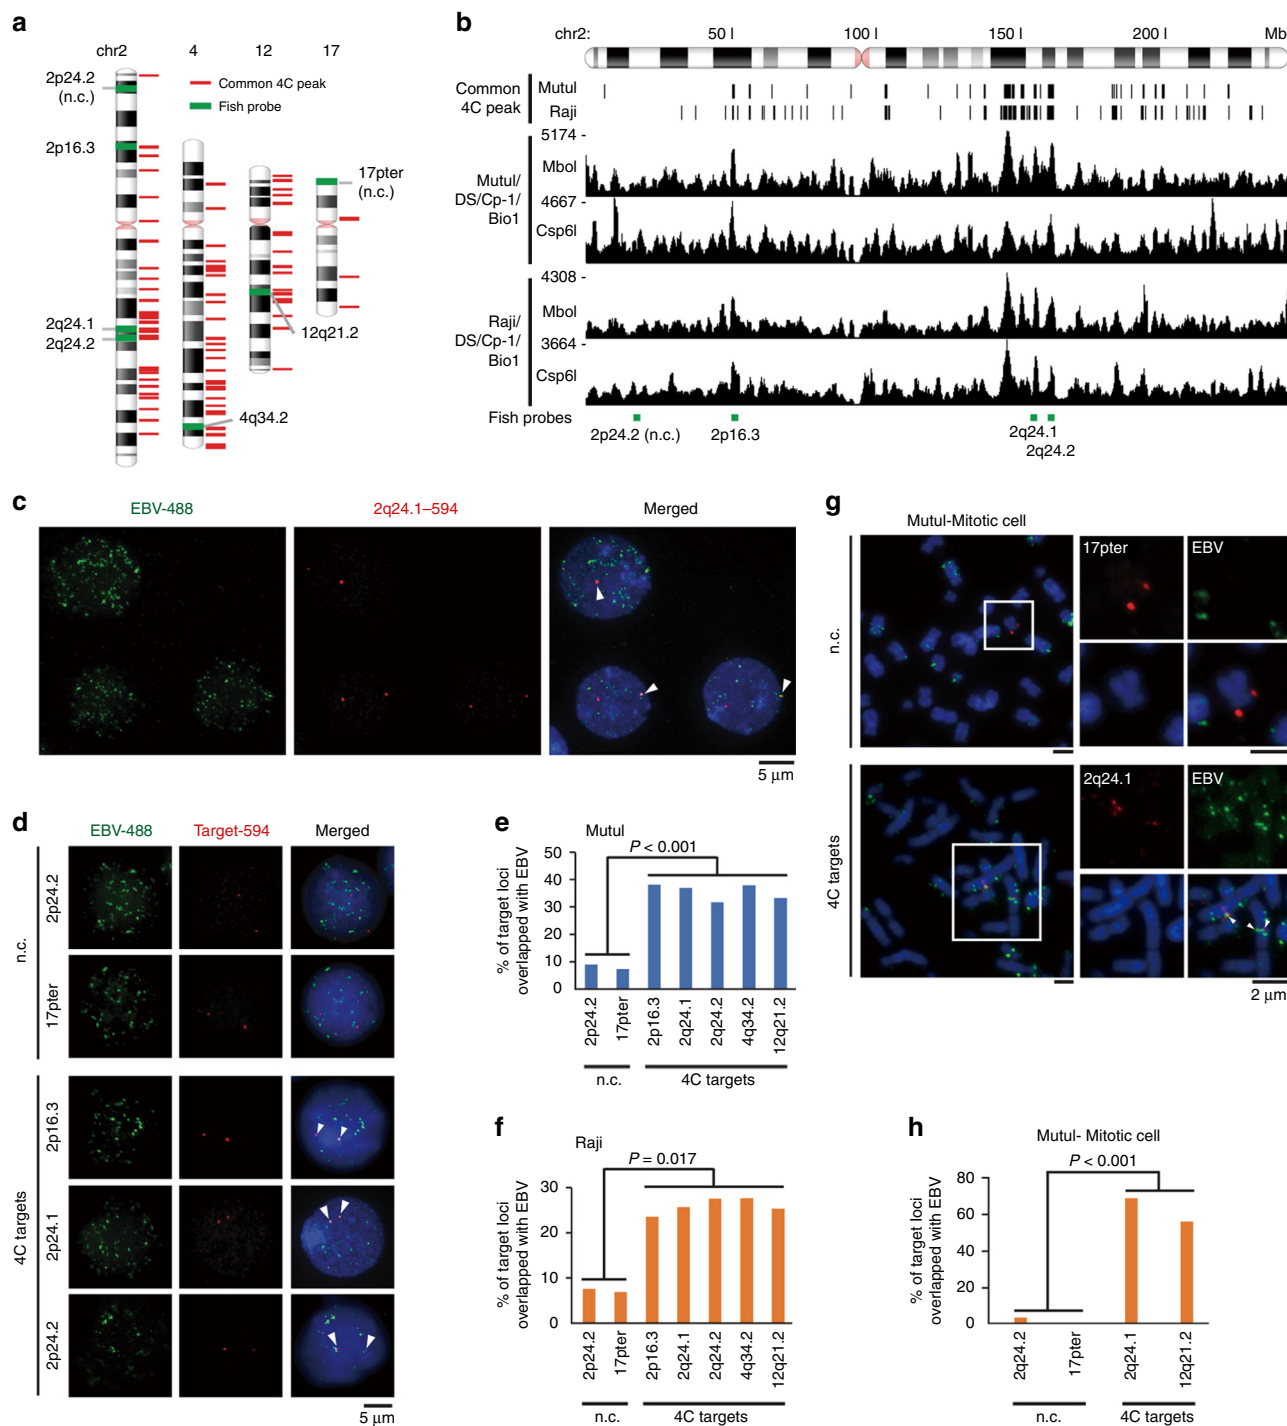 a
chr2 4 12 17
2p24.2
(n.c.)
Common 4C peak
Fish probe
2p16.3
17pter
(n.c.)
2q24.1
2q24.2
12q21.2
4q34.2
b
chr2: 50 l 100 l 150 l 200 l Mb
Common
4C peak
Mutul
Raji
5174 -
Mutul/
DS/Cp-1/
Bio1
Mbol
4667 -
Csp6l
4308 -
Raji/
DS/Cp-1/
Bio1
Mbol
3664 -
Csp6l
Fish probes
2p24.2 (n.c.) 2p16.3 2q24.1
2q24.2
c
EBV-488 2q24.1–594 Merged
5 μm
d
EBV-488 Target-594 Merged
n.c.
2p24.2
17pter
4C targets
2p16.3
2p24.1
2p24.2
5 μm
e
Mutul
P < 0.001
% of target loci
overlapped with EBV
50
40
30
20
10
0
2p24.2 17pter 2p16.3 2q24.1 2q24.2 4q34.2 12q21.2
n.c. 4C targets
f
Raji
P = 0.017
% of target loci
overlapped with EBV
30
20
10
0
2p24.2 17pter 2p16.3 2q24.1 2q24.2 4q34.2 12q21.2
n.c. 4C targets
g
Mutul-Mitotic cell
n.c.
17pter EBV
4C targets
2q24.1 EBV
2 μm
h
Mutul- Mitotic cell
P < 0.001
% of target loci
overlapped with EBV
80
60
40
20
0
2q24.2 17pter 2q24.1 12q21.2
n.c. 4C targets